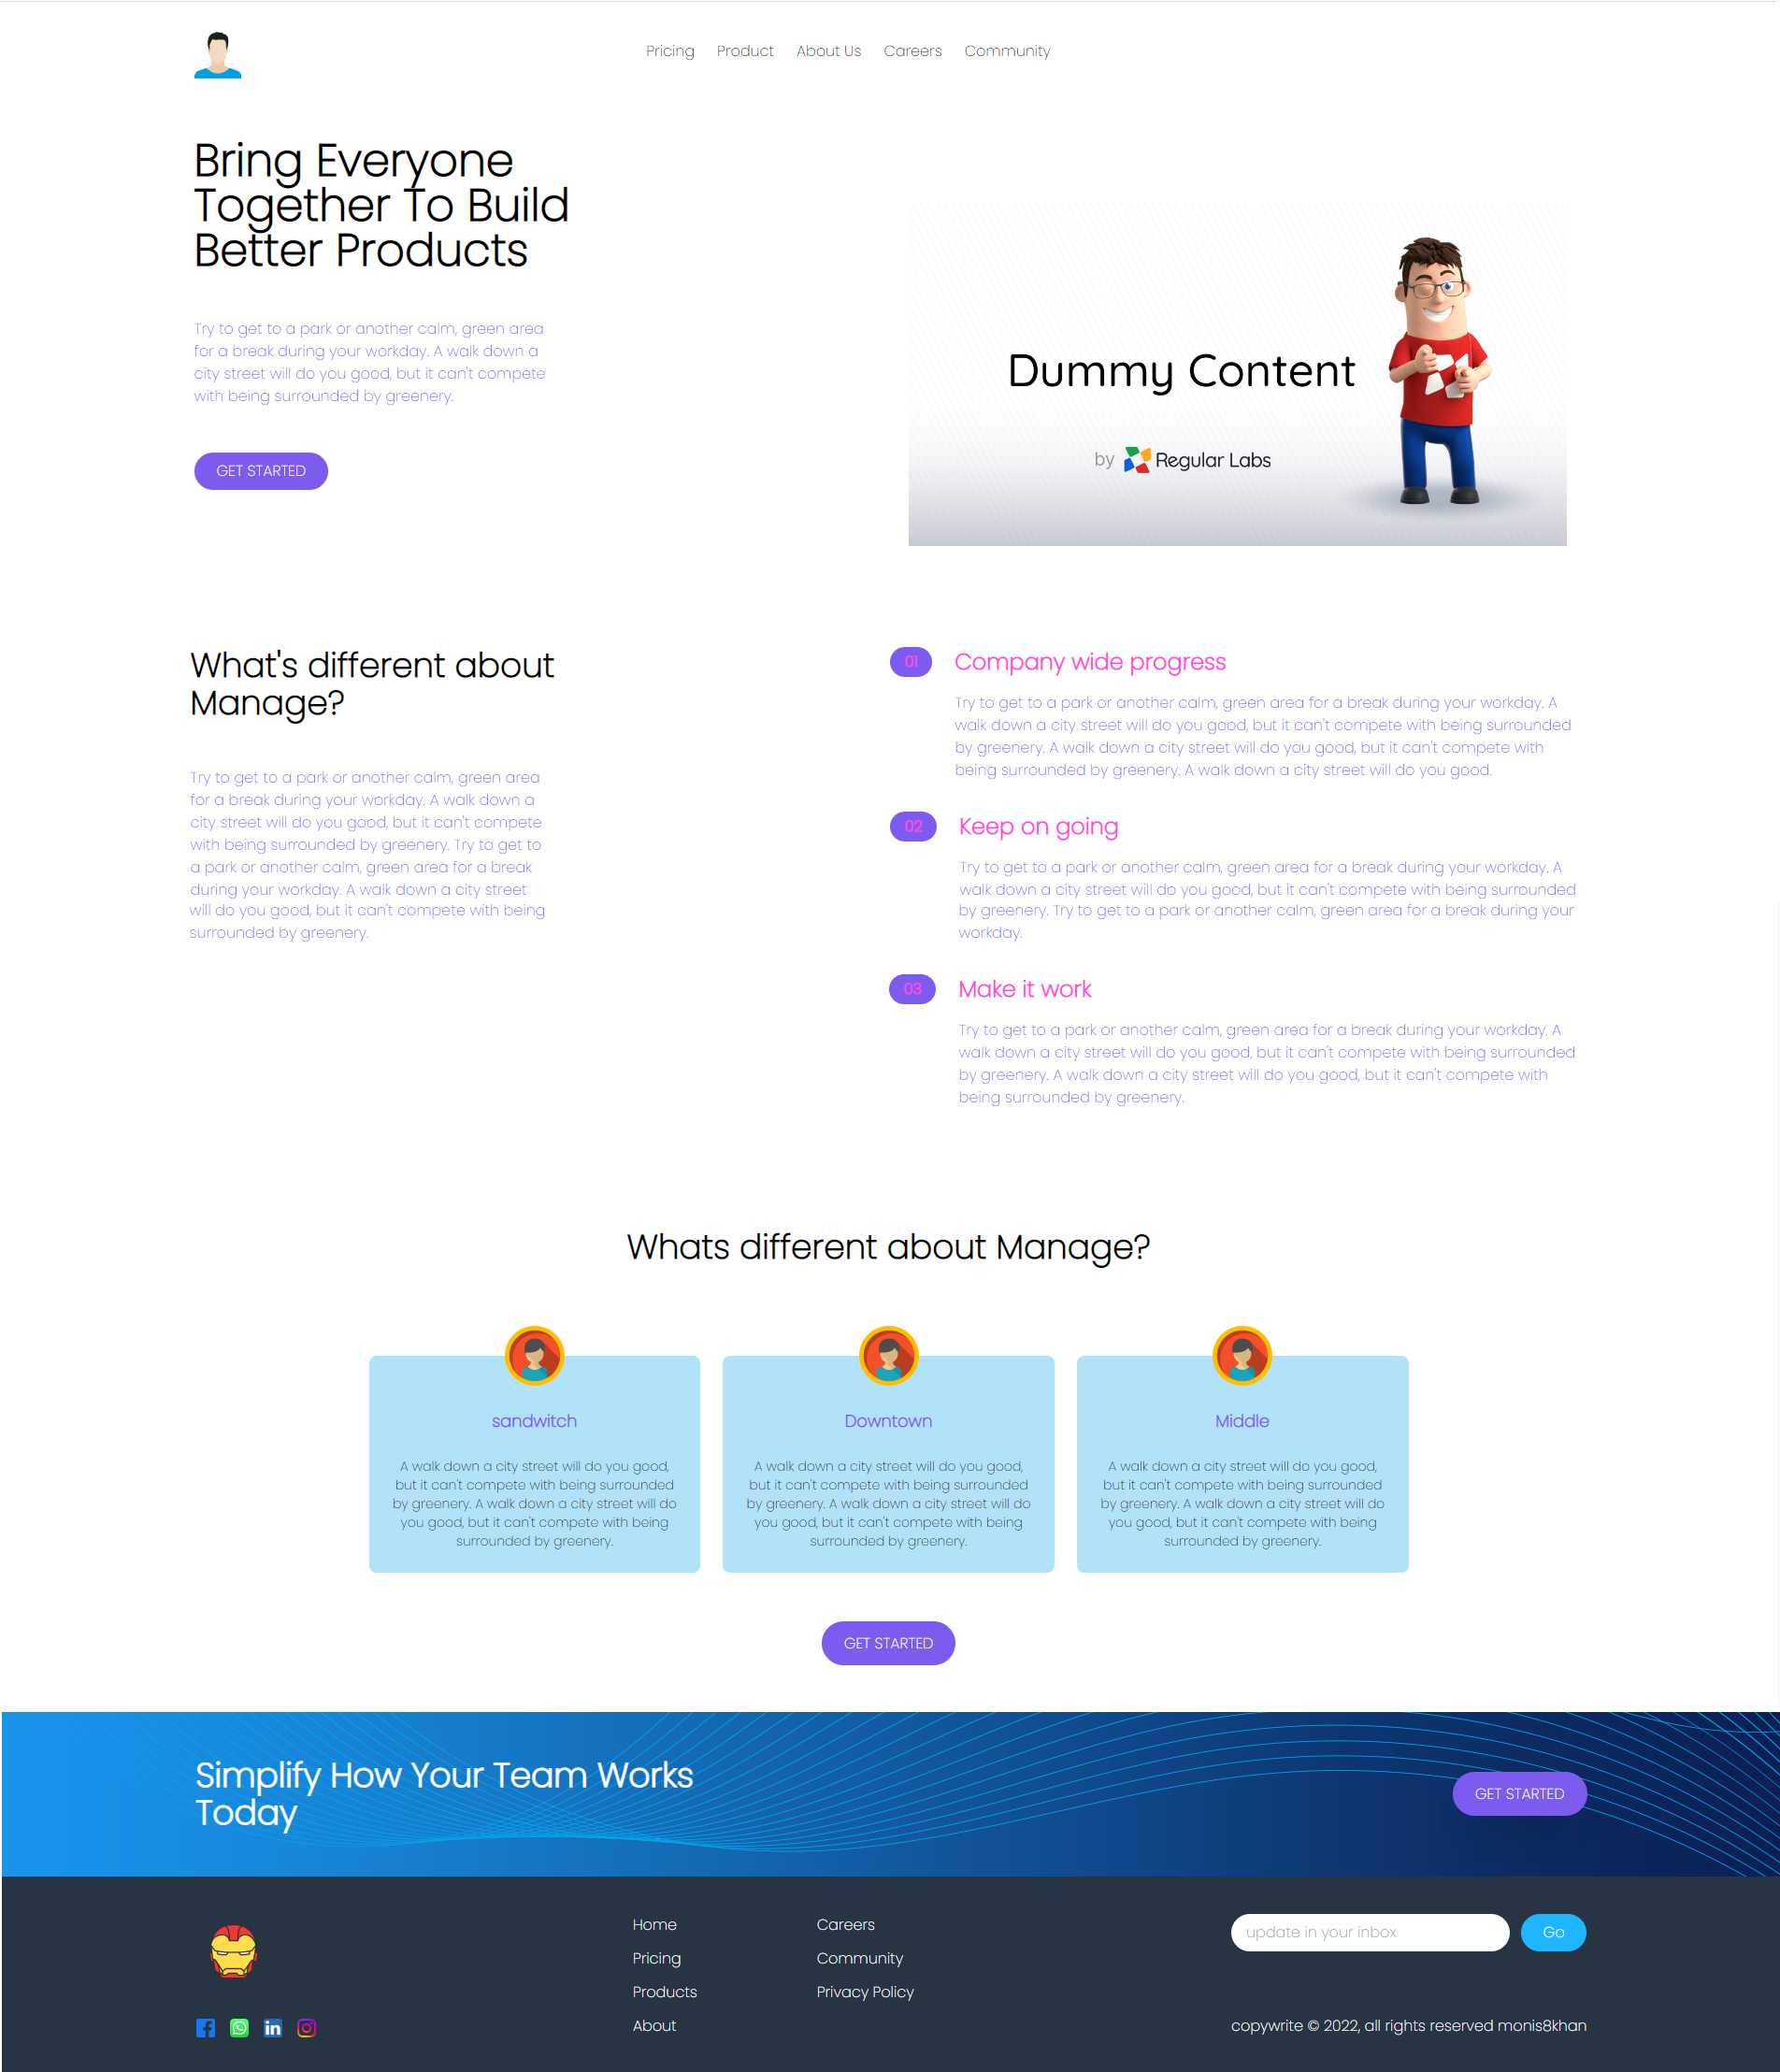 Pricing Product About Us Careers Community
Bring Everyone
Together To Build
Better Products
Try to get to a park or another calm, green area
for a break during your workday. A walk down a
city street will do you good, but it can't compete
with being surrounded by greenery.
GET STARTED
Dummy Content
by Regular Labs
What's different about
Manage?
Try to get to a park or another calm, green area
for a break during your workday. A walk down a
city street will do you good, but it can't compete
with being surrounded by greenery. Try to get to
a park or another calm, green area for a break
during your workday. A walk down a city street
will do you good, but it can't compete with being
surrounded by greenery.
01 Company wide progress
Try to get to a park or another calm, green area for a break during your workday. A
walk down a city street will do you good, but it can't compete with being surrounded
by greenery. A walk down a city street will do you good, but it can't compete with
being surrounded by greenery. A walk down a city street will do you good.
02 Keep on going
Try to get to a park or another calm, green area for a break during your workday. A
walk down a city street will do you good, but it can't compete with being surrounded
by greenery. Try to get to a park or another calm, green area for a break during your
workday.
03 Make it work
Try to get to a park or another calm, green area for a break during your workday. A
walk down a city street will do you good, but it can't compete with being surrounded
by greenery. A walk down a city street will do you good, but it can't compete with
being surrounded by greenery.
Whats different about Manage?
sandwitch
A walk down a city street will do you good,
but it can't compete with being surrounded
by greenery. A walk down a city street will do
you good, but it can't compete with being
surrounded by greenery.
Downtown
A walk down a city street will do you good,
but it can't compete with being surrounded
by greenery. A walk down a city street will do
you good, but it can't compete with being
surrounded by greenery.
Middle
A walk down a city street will do you good,
but it can't compete with being surrounded
by greenery. A walk down a city street will do
you good, but it can't compete with being
surrounded by greenery.
GET STARTED
Simplify How Your Team Works
Today
GET STARTED
Home
Pricing
Products
About
Careers
Community
Privacy Policy
update in your inbox Go
copywrite © 2022, all rights reserved monis8khan